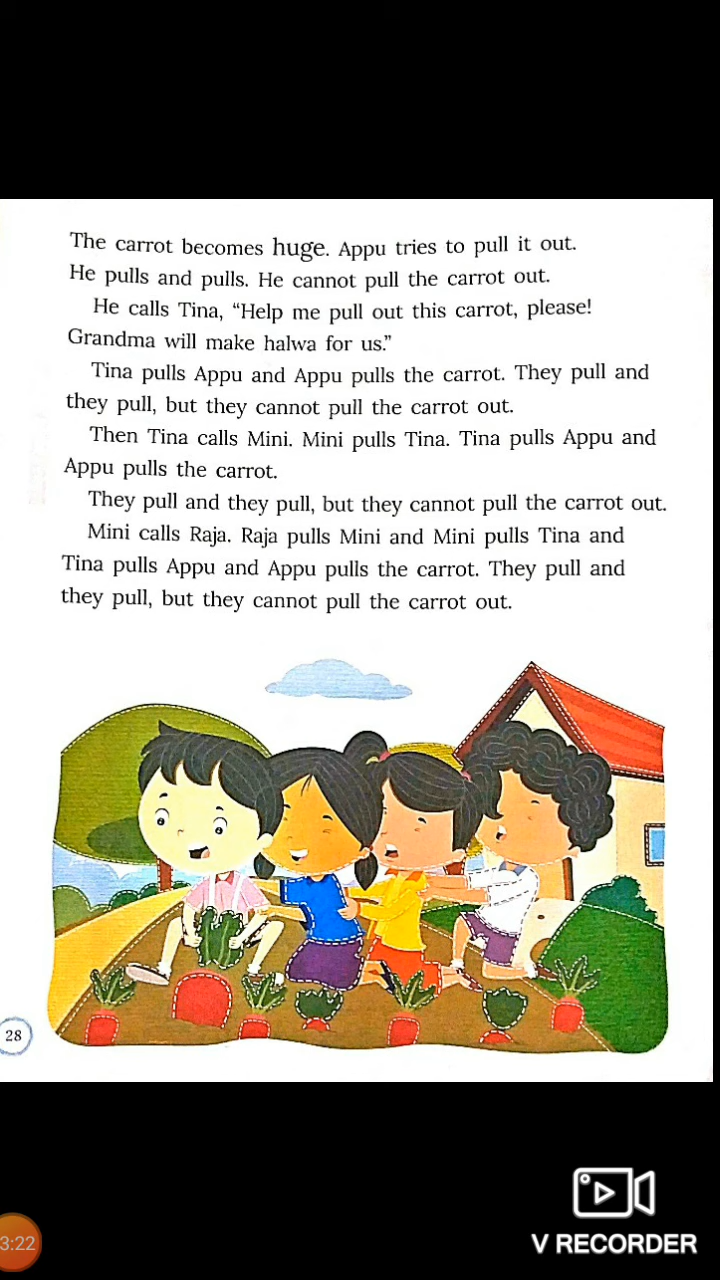 The carrot becomes huge. Appu tries to pull it out.
He pulls and pulls. He cannot pull the carrot out.
He calls Tina, “Help me pull out this carrot, please!
Grandma will make halwa for us.”
Tina pulls Appu and Appu pulls the carrot. They pull and
they pull, but they cannot pull the carrot out.
Then Tina calls Mini. Mini pulls Tina. Tina pulls Appu and
Appu pulls the carrot.
They pull and they pull, but they cannot pull the carrot out.
Mini calls Raja. Raja pulls Mini and Mini pulls Tina and
Tina pulls Appu and Appu pulls the carrot. They pull and
they pull, but they cannot pull the carrot out.
28
3:22
V RECORDER